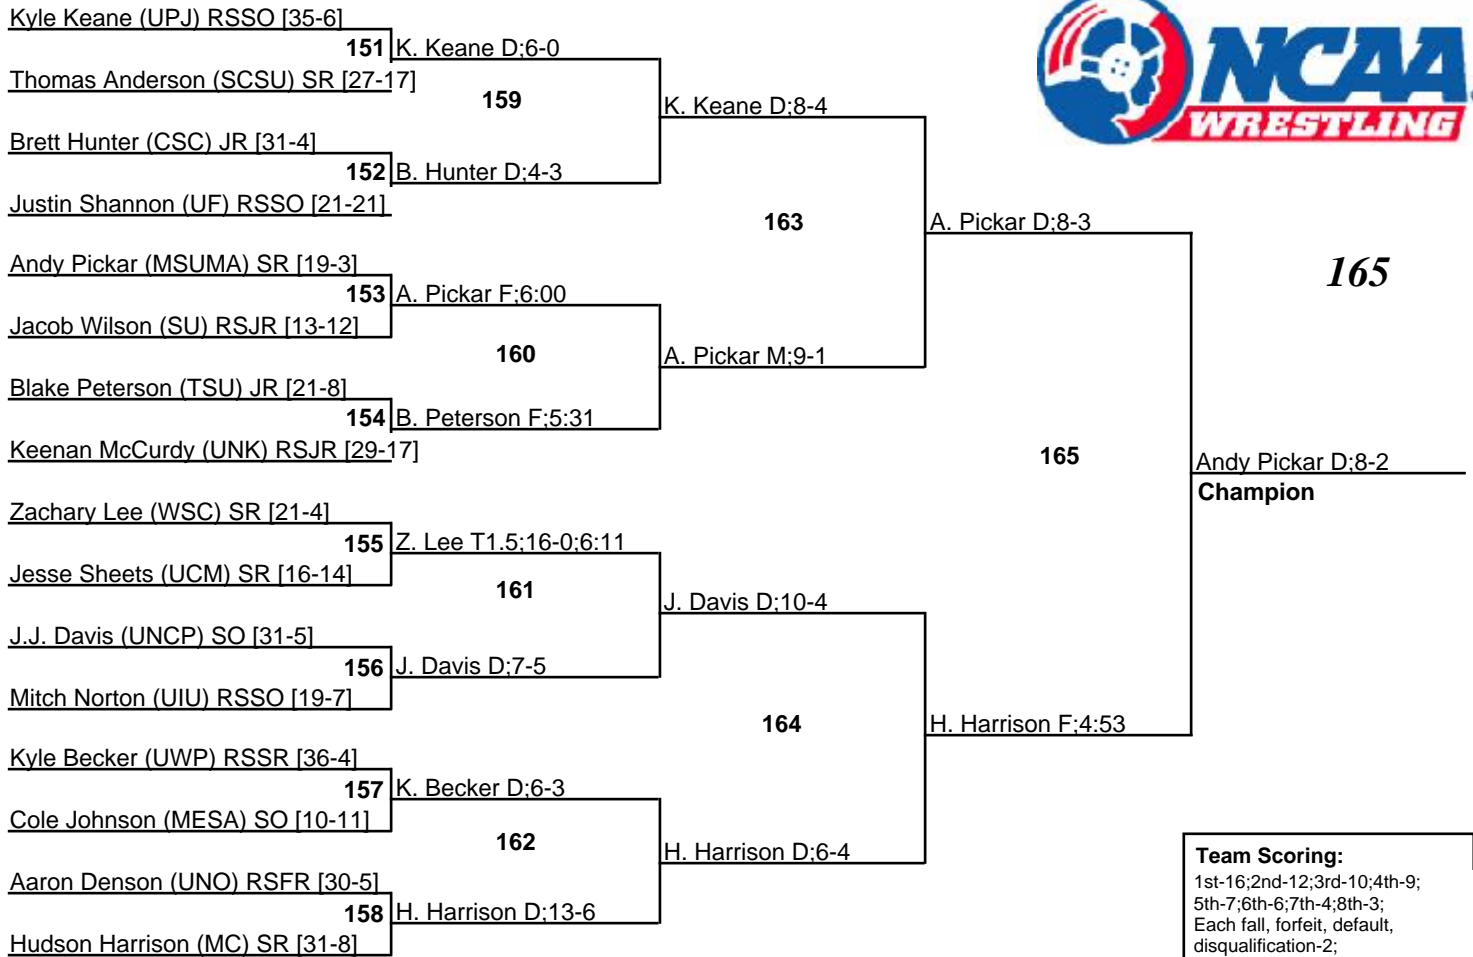 Kyle Keane (UPJ) RSSO [35-6]
151 K. Keane D;6-0
Thomas Anderson (SCSU) SR [27-17]
159
K. Keane D;8-4
Brett Hunter (CSC) JR [31-4]
152 B. Hunter D;4-3
Justin Shannon (UF) RSSO [21-21]
163
A. Pickar D;8-3
Andy Pickar (MSUMA) SR [19-3]
153 A. Pickar F;6:00
Jacob Wilson (SU) RSJR [13-12]
160
A. Pickar M;9-1
Blake Peterson (TSU) JR [21-8]
154 B. Peterson F;5:31
Keenan McCurdy (UNK) RSJR [29-17]
165
Andy Pickar D;8-2
Champion
Zachary Lee (WSC) SR [21-4]
155 Z. Lee T1.5;16-0;6:11
Jesse Sheets (UCM) SR [16-14]
161
J. Davis D;10-4
J.J. Davis (UNCP) SO [31-5]
156 J. Davis D;7-5
Mitch Norton (UIU) RSSO [19-7]
164
H. Harrison F;4:53
Kyle Becker (UWP) RSSR [36-4]
157 K. Becker D;6-3
Cole Johnson (MESA) SO [10-11]
162
H. Harrison D;6-4
Aaron Denson (UNO) RSFR [30-5]
158 H. Harrison D;13-6
Hudson Harrison (MC) SR [31-8]
NCAA
WRESTLING
165
Team Scoring:
1st-16;2nd-12;3rd-10;4th-9;
5th-7;6th-6;7th-4;8th-3;
Each fall, forfeit, default,
disqualification-2;